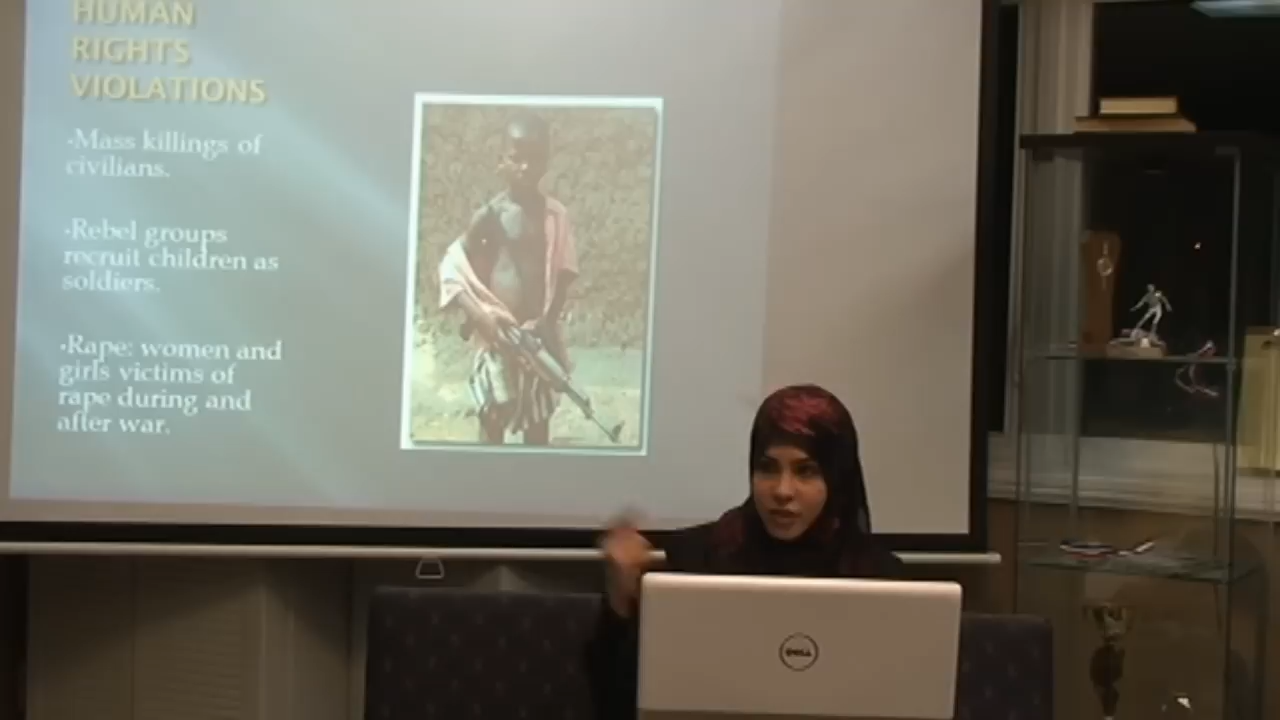 HUMAN
RIGHTS
VIOLATIONS
-Mass killings of
civilians.
-Rebel groups
recruit children as
soldiers.
-Rape: women and
girls victims of
rape during and
after war.
DELL